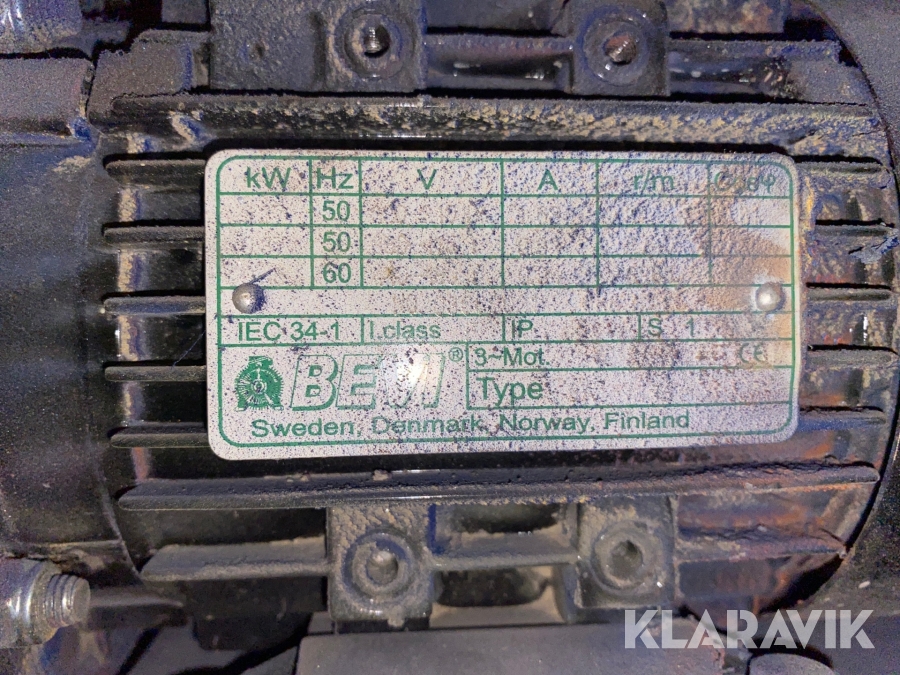 kW Hz V A r/m Cosφ
50
50
60
IEC 34-1 I.class IP. S 1
BEVI® 3~Mot. CE
Type
Sweden, Denmark, Norway, Finland
KLARAVIK